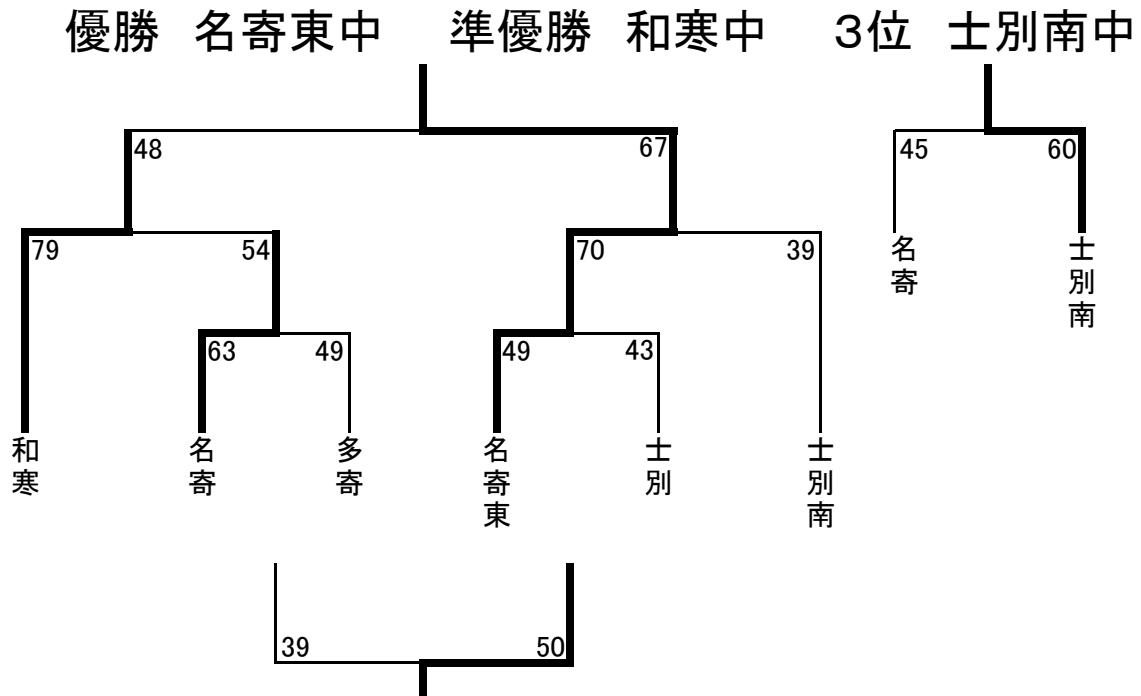 優勝　名寄東中　準優勝　和寒中　3位　士別南中
48 67 45 60
79 54 70 39
名寄 士別南
63 49 49 43
和寒 名寄 多寄 名寄東 士別 士別南
39 50